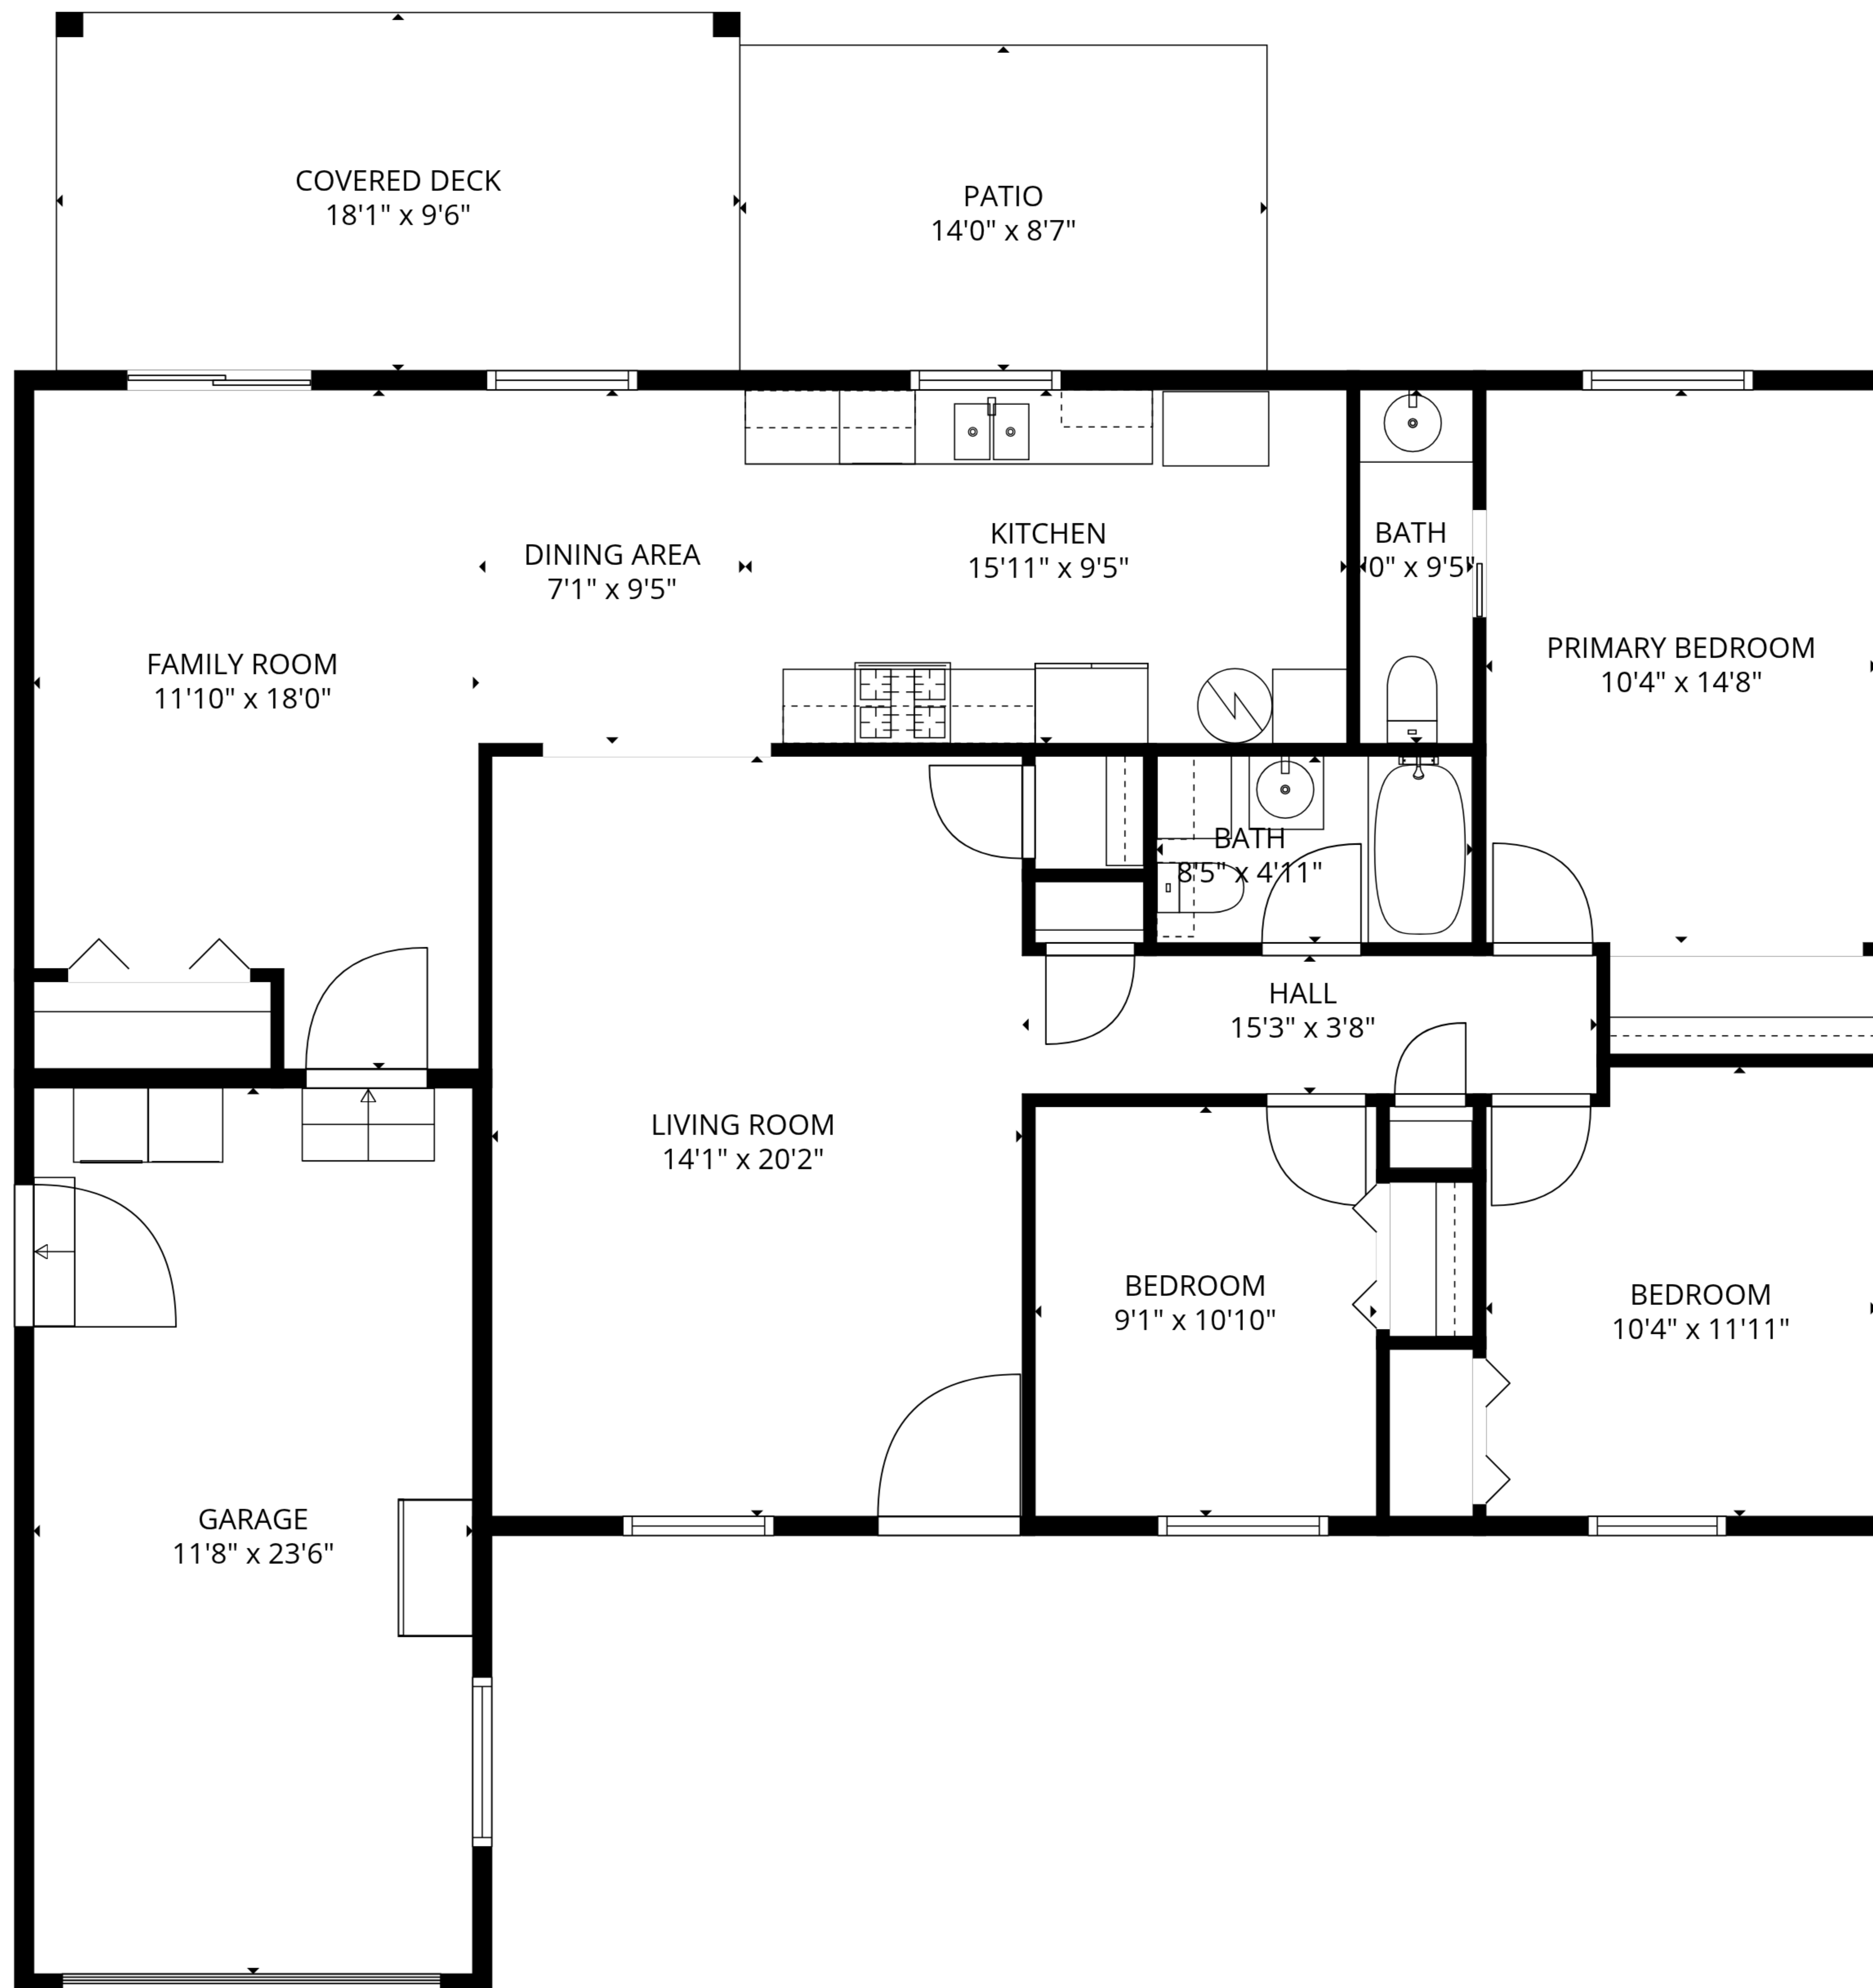 COVERED DECK
18'1" x 9'6"
PATIO
14'0" x 8'7"
KITCHEN
15'11" x 9'5"
BATH
'0" x 9'5"
DINING AREA
7'1" x 9'5"
FAMILY ROOM
11'10" x 18'0"
PRIMARY BEDROOM
10'4" x 14'8"
BATH
8'5" x 4'11"
HALL
15'3" x 3'8"
LIVING ROOM
14'1" x 20'2"
BEDROOM
9'1" x 10'10"
BEDROOM
10'4" x 11'11"
GARAGE
11'8" x 23'6"